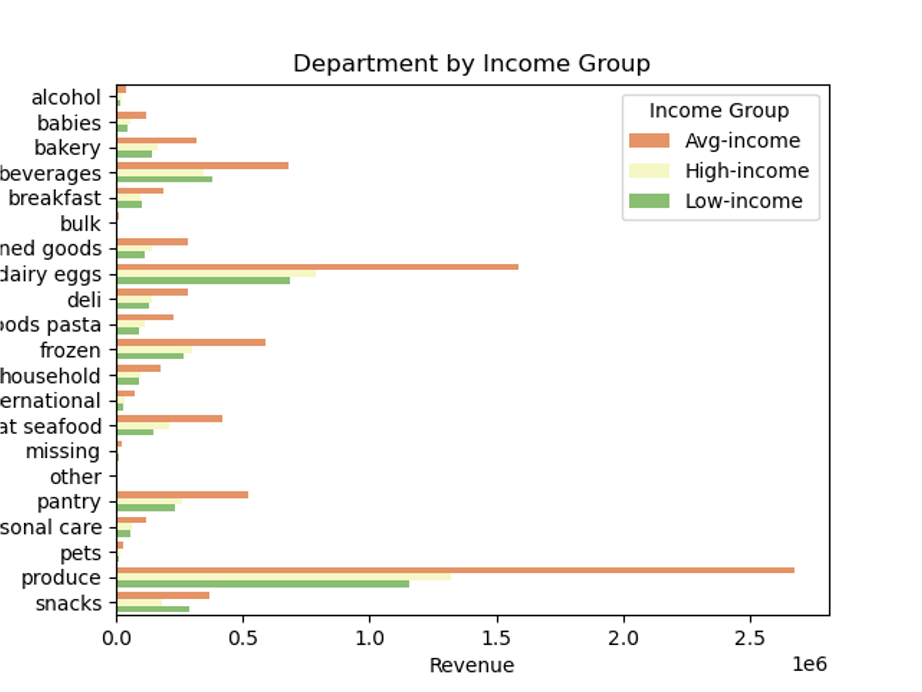 Department by Income Group
Income Group
Avg-income
High-income
Low-income
alcohol
babies
bakery
beverages
breakfast
bulk
ned goods
dairy eggs
deli
oods pasta
frozen
household
ernational
at seafood
missing
other
pantry
sonal care
pets
produce
snacks
0.0 0.5 1.0 1.5 2.0 2.5
1e6
Revenue